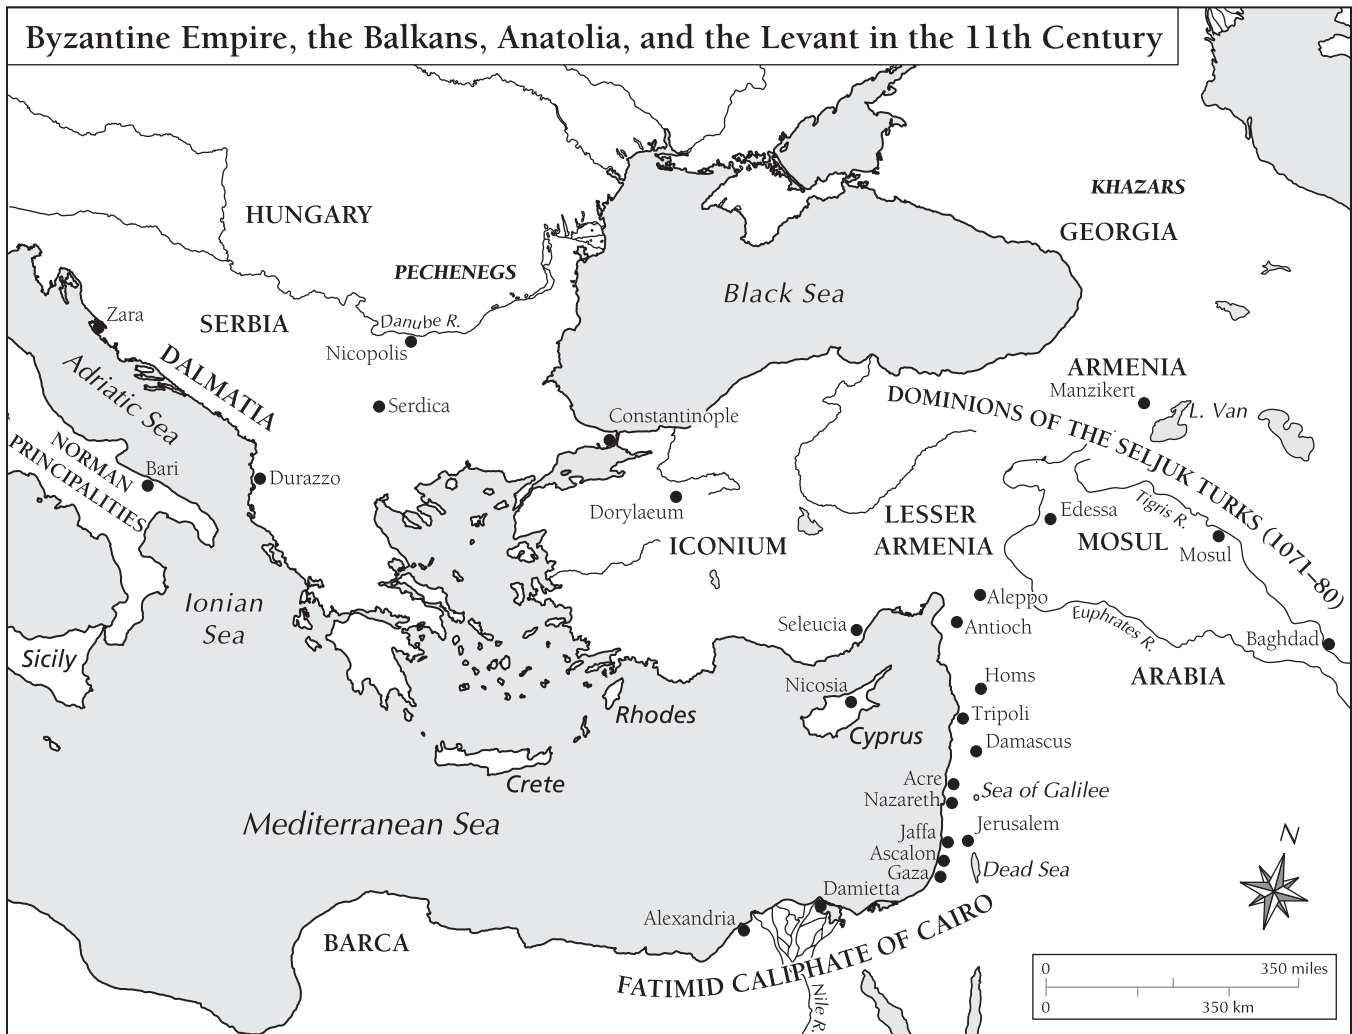 Byzantine Empire, the Balkans, Anatolia, and the Levant in the 11th Century
KHAZARS
HUNGARY
GEORGIA
PECHENEGS
Black Sea
Zara
SERBIA
Danube R.
Nicopolis
DALMATIA
Adriatic Sea
ARMENIA
Manzikert
L. Van
DOMINIONS OF THE SELJUK TURKS (1071–80)
Serdica
Constantinople
NORMAN
PRINCIPALITIES
Bari
Durazzo
Dorylaeum
ICONIUM
LESSER
ARMENIA
Edessa
Tigris R.
MOSUL
Mosul
Ionian
Sea
Aleppo
Antioch
Euphrates R.
Seleucia
Baghdad
Sicily
ARABIA
Homs
Nicosia
Rhodes
Tripoli
Cyprus
Damascus
Crete
Acre
Sea of Galilee
Nazareth
Mediterranean Sea
Jerusalem
Jaffa
Ascalon
Dead Sea
Gaza
N
Damietta
Alexandria
BARCA
FATIMID CALIPHATE OF CAIRO
Nile R.
0 350 miles
0 350 km